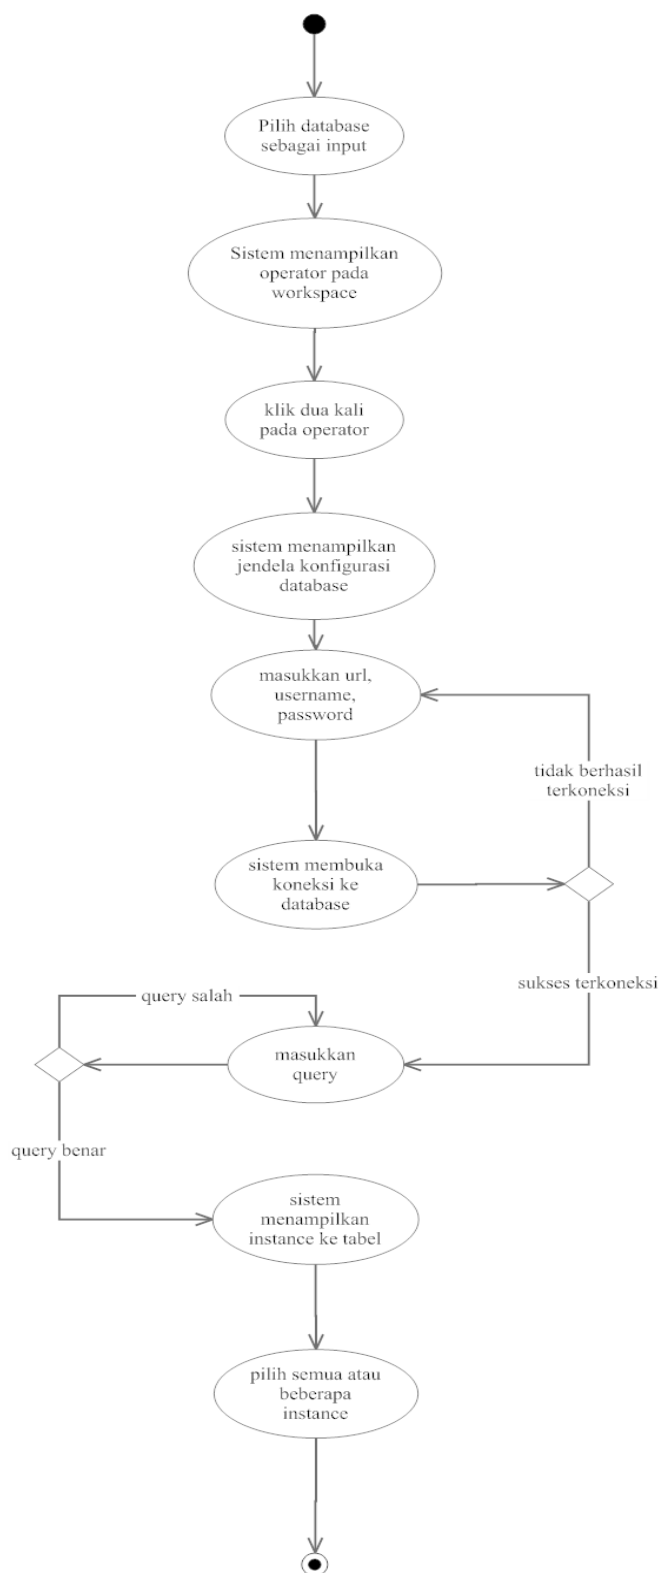 Pilih database
sebagai input
Sistem menampilkan
operator pada
workspace
klik dua kali
pada operator
sistem menampilkan
jendela konfigurasi
database
masukkan url,
username,
password
tidak berhasil
terkoneksi
sistem membuka
koneksi ke
database
sukses terkoneksi
query salah
masukkan
query
query benar
sistem
menampilkan
instance ke tabel
pilih semua atau
beberapa
instance